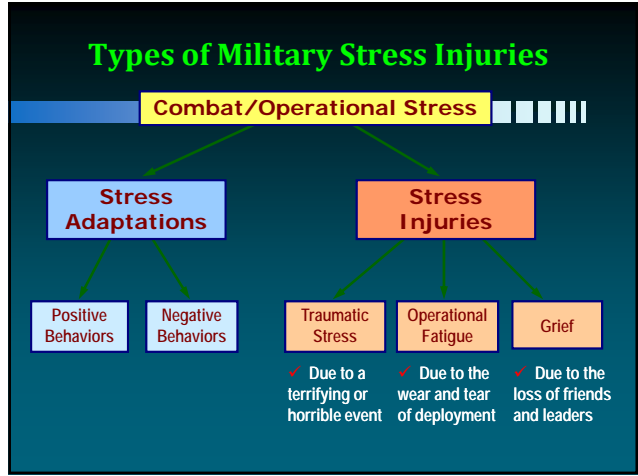 Types of Military Stress Injuries
Combat/Operational Stress
Stress
Adaptations
Stress
Injuries
Positive
Behaviors
Negative
Behaviors
Traumatic
Stress
Operational
Fatigue
Grief
✓ Due to a
terrifying or
horrible event
✓ Due to the
wear and tear
of deployment
✓ Due to the
loss of friends
and leaders